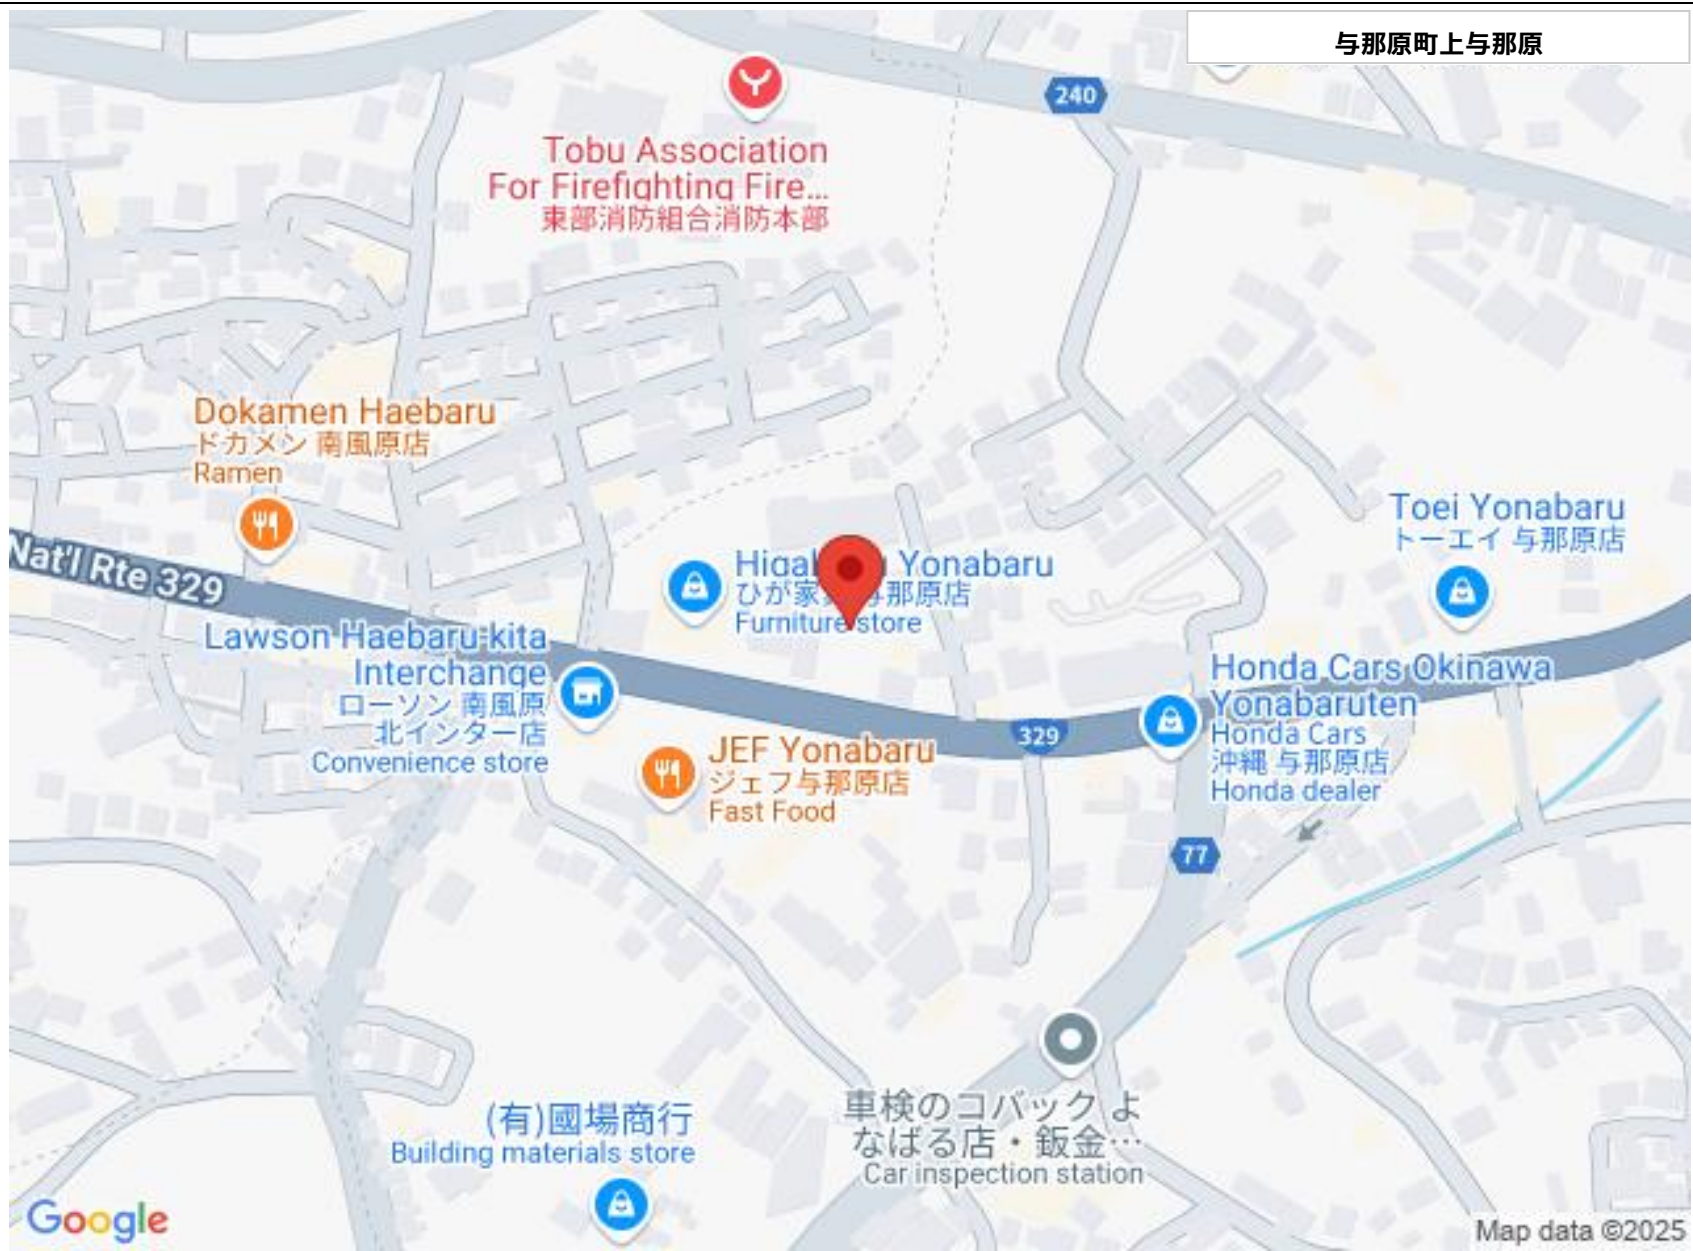 与那原町上与那原
240
Tobu Association
For Firefighting Fire...
東部消防組合消防本部
Dokamen Haebaru
ドカメン 南風原店
Ramen
Toei Yonabaru
トーエイ 与那原店
Nat'l Rte 329
Yonabaru
ひが家 与那原店
Furniture store
Lawson Haebaru-kita
Interchange
ローソン 南風原
北インター店
Convenience store
Honda Cars Okinawa
Yonabaruten
Honda Cars
沖縄 与那原店
Honda dealer
329
JEF Yonabaru
ジェフ与那原店
Fast Food
77
(有)國場商行
Building materials store
車検のコバック よ
なばる店・鈑金…
Car inspection station
Google
Map data ©2025